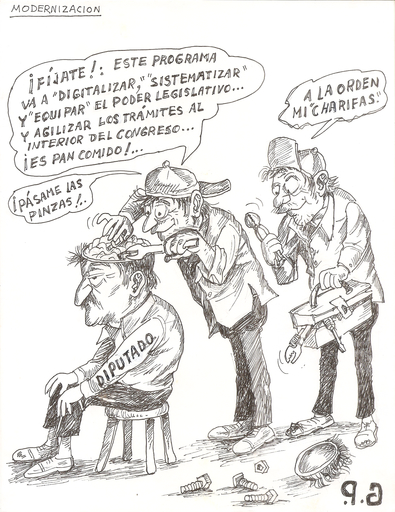 MODERNIZACION
¡FÍJATE!: ESTE PROGRAMA
VA A "DIGITALIZAR," "SISTEMATIZAR"
Y "EQUIPAR" EL PODER LEGISLATIVO...
Y AGILIZAR LOS TRÁMITES AL
INTERIOR DEL CONGRESO...
¡ES PAN COMIDO!...
¡PÁSAME LAS
PINZAS!..
A LA ORDEN
MI "CHARIFAS."
DIPUTADO
G.P.